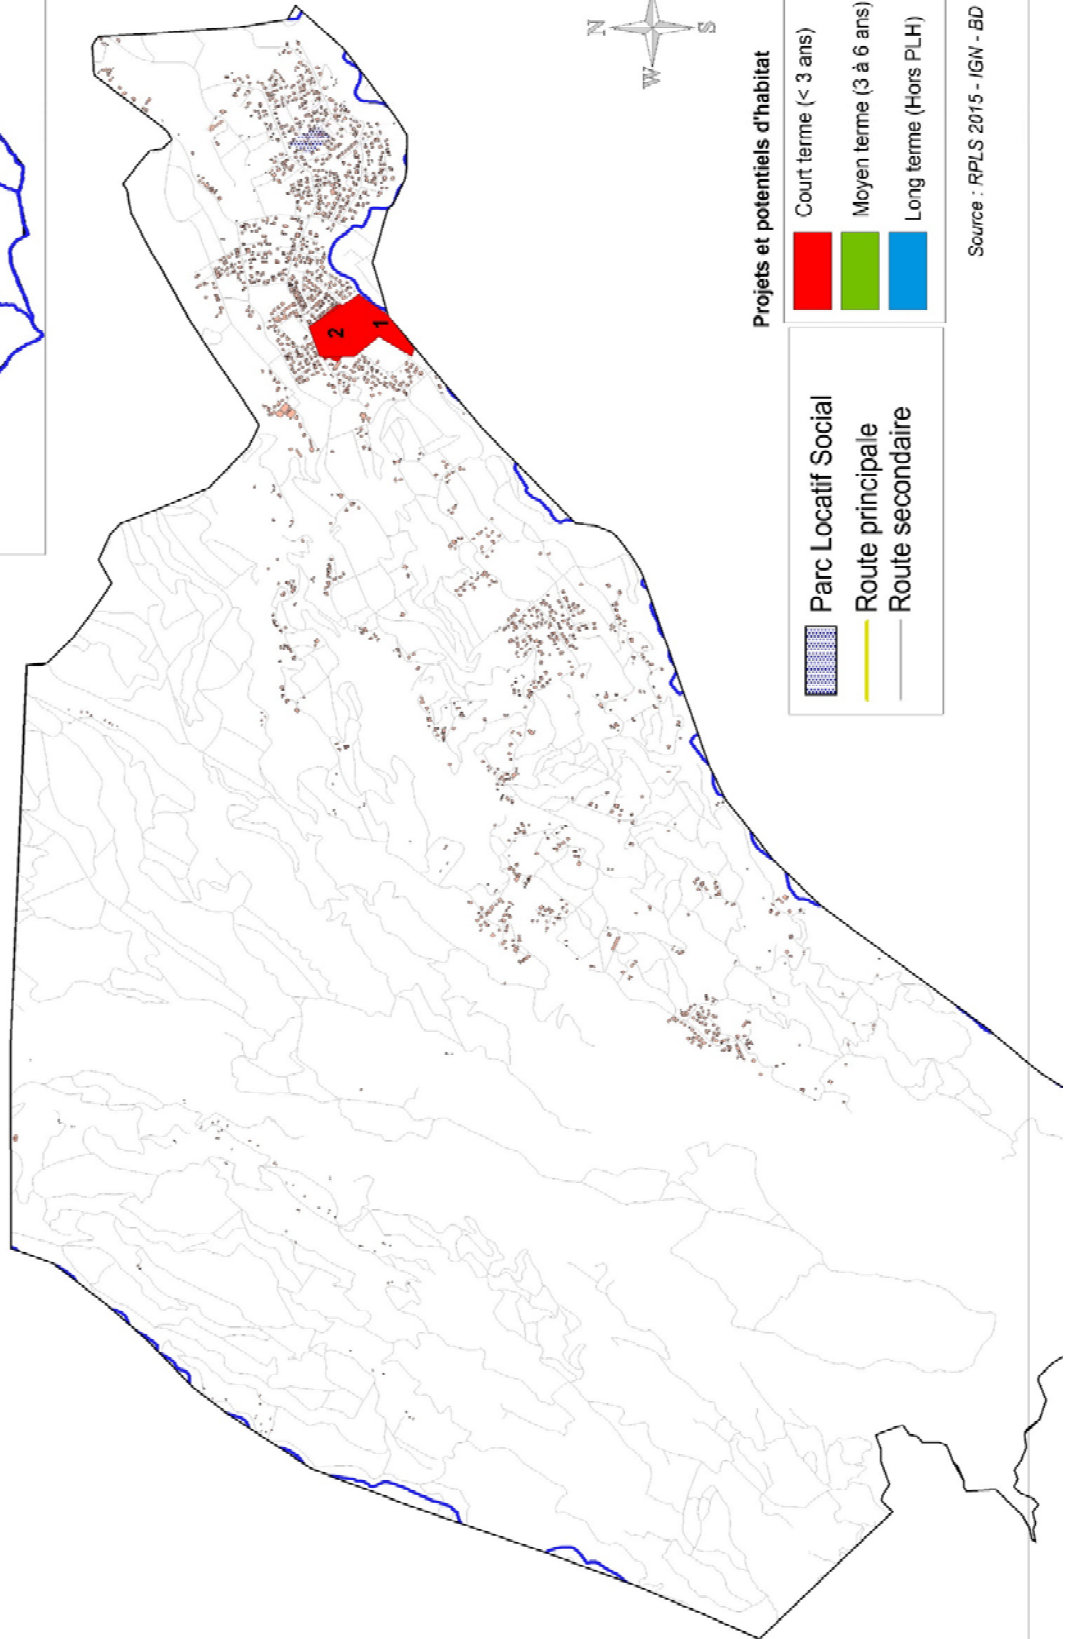 2
1
N
S
W
Projets et potentiels d'habitat
Court terme (< 3 ans)
Moyen terme (3 à 6 ans)
Long terme (Hors PLH)
Parc Locatif Social
Route principale
Route secondaire
Source : RPLS 2015 - IGN - BD